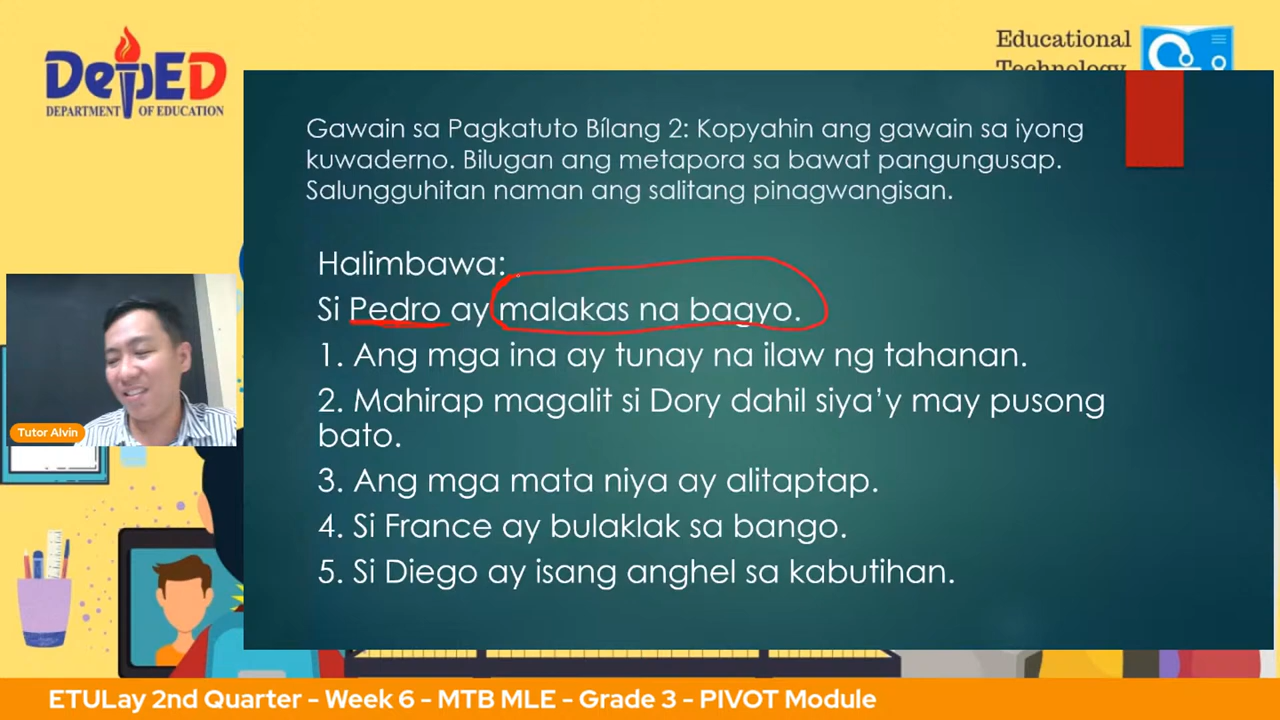 DepED
DEPARTMENT OF EDUCATION
Educational
Technology
Gawain sa Pagkatuto Bílang 2: Kopyahin ang gawain sa iyong
kuwaderno. Bilugan ang metapora sa bawat pangungusap.
Salungguhitan naman ang salitang pinagwangisan.
Halimbawa:
Si Pedro ay malakas na bagyo.
1. Ang mga ina ay tunay na ilaw ng tahanan.
2. Mahirap magalit si Dory dahil siya’y may pusong
bato.
3. Ang mga mata niya ay alitaptap.
4. Si France ay bulaklak sa bango.
5. Si Diego ay isang anghel sa kabutihan.
Tutor Alvin
ETULay 2nd Quarter - Week 6 - MTB MLE - Grade 3 - PIVOT Module